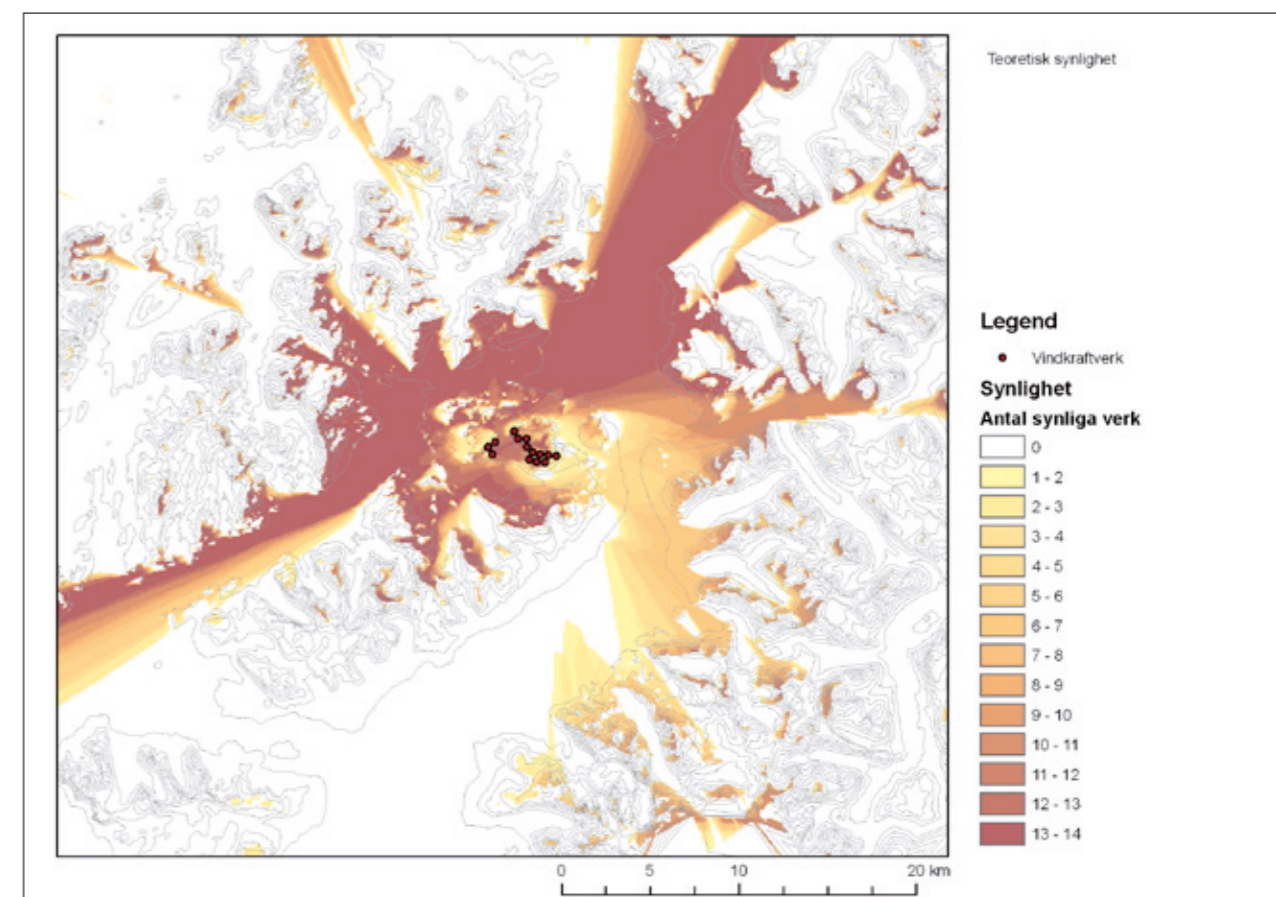 Teoretisk synlighet
Legend
Vindkraftverk
Synlighet
Antal synliga verk
0
1 - 2
2 - 3
3 - 4
4 - 5
5 - 6
6 - 7
7 - 8
8 - 9
9 - 10
10 - 11
11 - 12
12 - 13
13 - 14
0 5 10 20 km